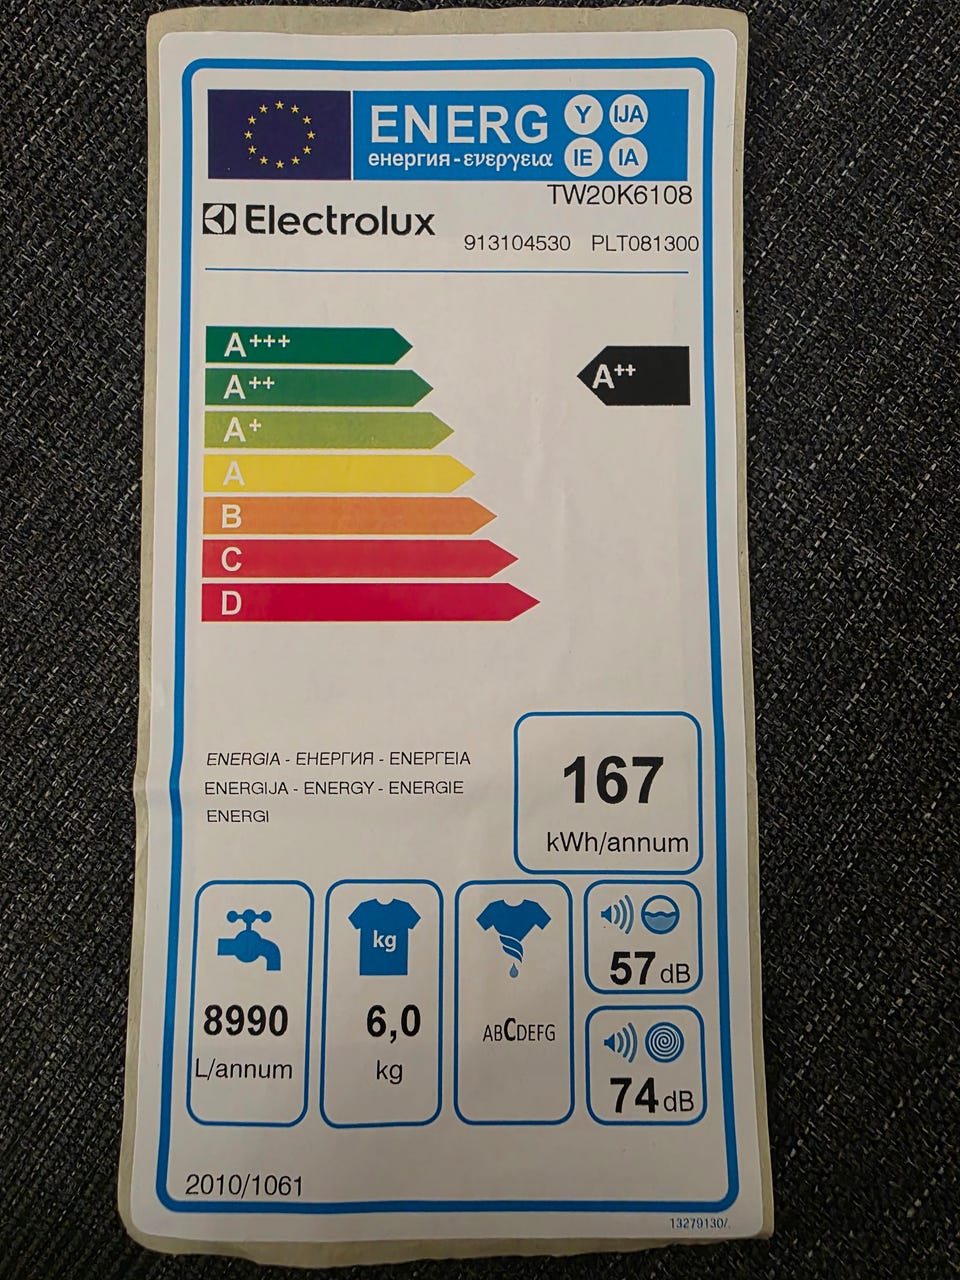 ENERG Y IJA
енергия - ενεργεια IE IA
TW20K6108
Electrolux
913104530 PLT081300
A+++
A++
A++
A+
A
B
C
D
ENERGIA - ЕНЕРГИЯ - ΕΝΕΡΓΕΙΑ
ENERGIJA - ENERGY - ENERGIE
ENERGI
167
kWh/annum
kg
57 dB
8990
L/annum
6,0
kg
ABCDEFG
74 dB
2010/1061
13279130/.